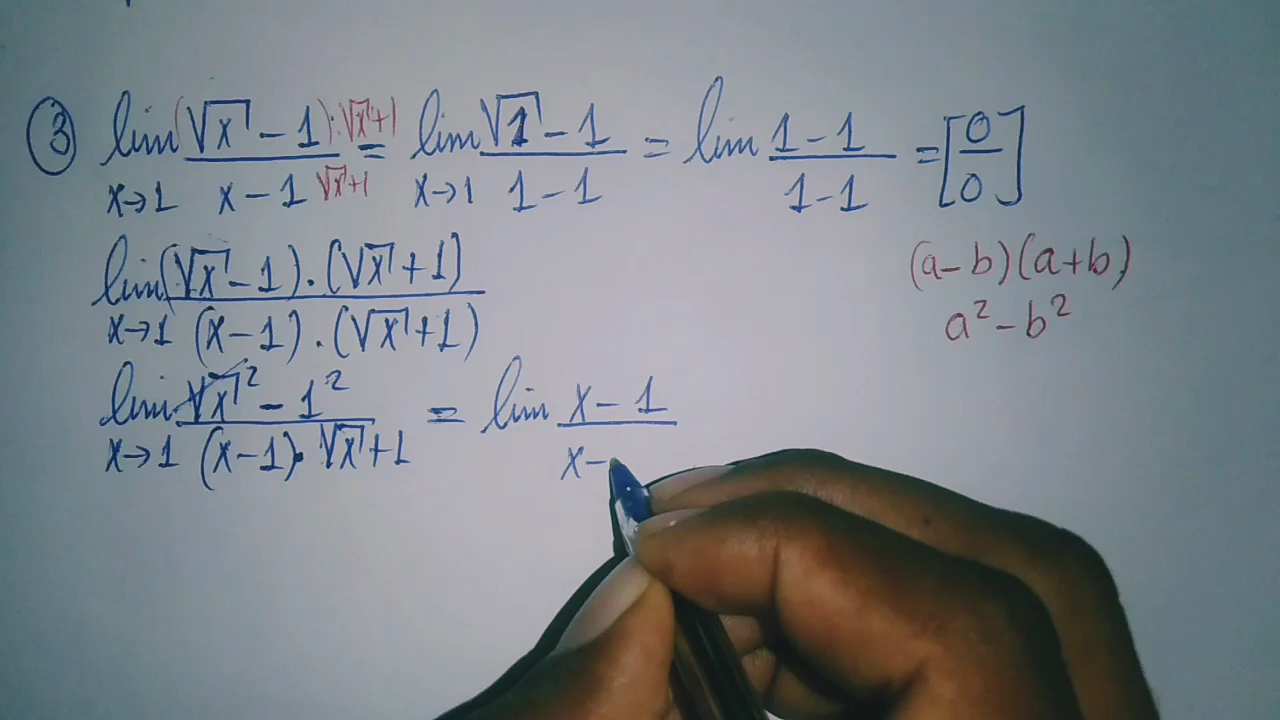 ③ lim x→1 (√x - 1)·√x+1 / x - 1 √x+1 = lim x→1 √1 - 1 / 1 - 1 = lim 1 - 1 / 1 - 1 = [0/0]
(a - b)(a + b)
a² - b²
lim x→1 (√x - 1).(√x + 1) / (x - 1).(√x + 1)
lim x→1 √x² - 1² / (x - 1)·√x + 1 = lim x - 1 / x -